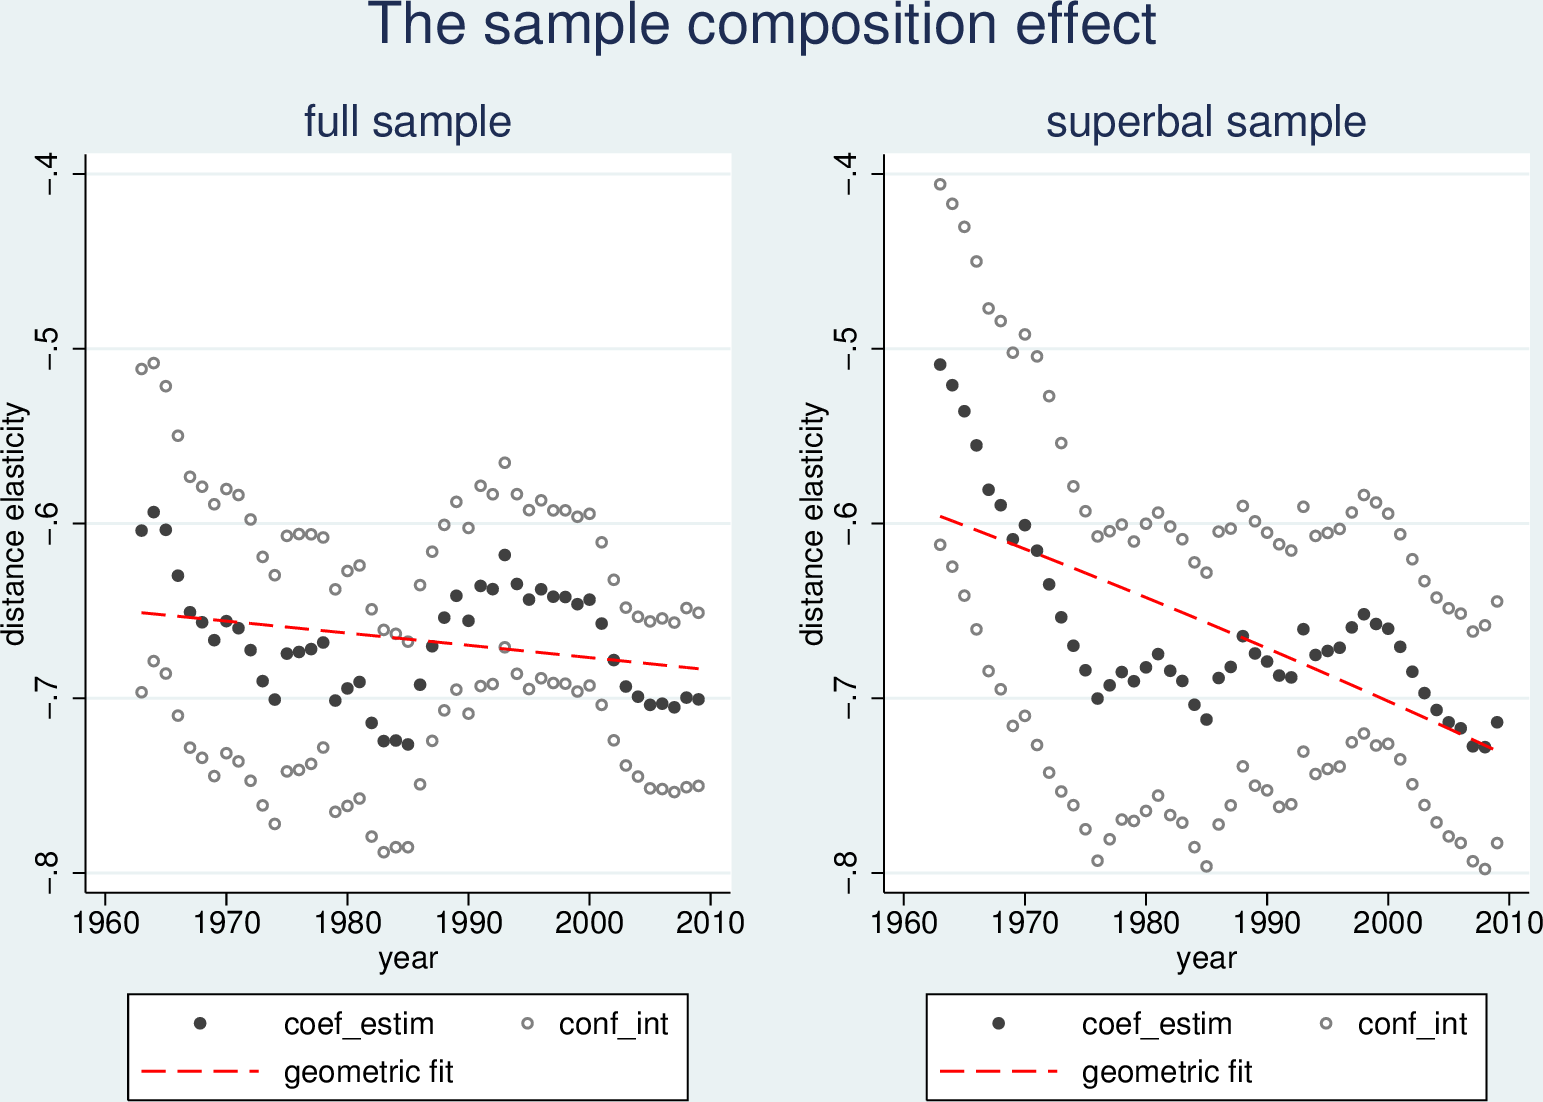 The sample composition effect
full sample
−.4
−.5
−.6
−.7
−.8
distance elasticity
1960 1970 1980 1990 2000 2010
year
coef_estim conf_int
geometric fit
superbal sample
−.4
−.5
−.6
−.7
−.8
distance elasticity
1960 1970 1980 1990 2000 2010
year
coef_estim conf_int
geometric fit